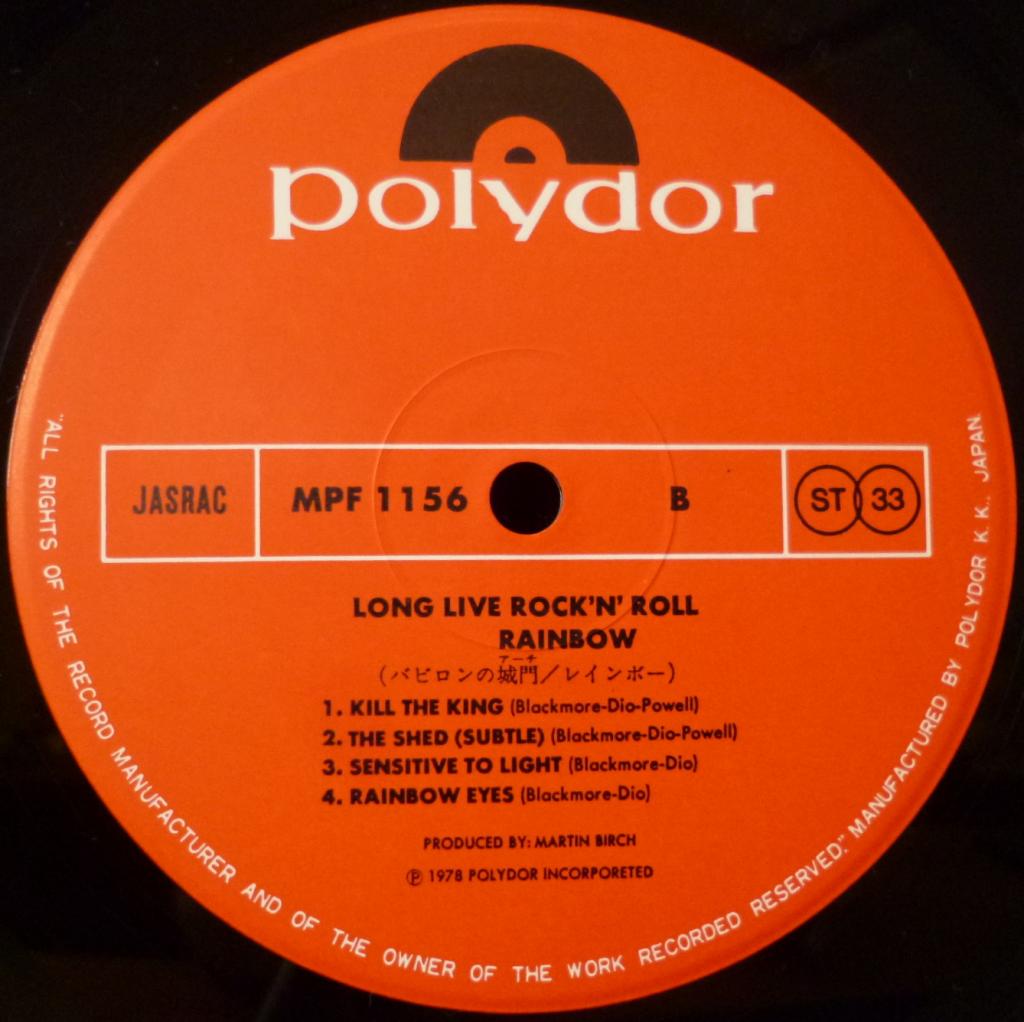 polydor
JASRAC
MPF 1156
B
ST 33
LONG LIVE ROCK'N' ROLL
RAINBOW
アーチ
(バビロンの城門/レインボー)
1. KILL THE KING (Blackmore-Dio-Powell)
2. THE SHED (SUBTLE) (Blackmore-Dio-Powell)
3. SENSITIVE TO LIGHT (Blackmore-Dio)
4. RAINBOW EYES (Blackmore-Dio)
PRODUCED BY: MARTIN BIRCH
℗ 1978 POLYDOR INCORPORETED
"ALL RIGHTS OF THE RECORD MANUFACTURER AND OF THE OWNER OF THE WORK RECORDED RESERVED." MANUFACTURED BY POLYDOR K.K., JAPAN.